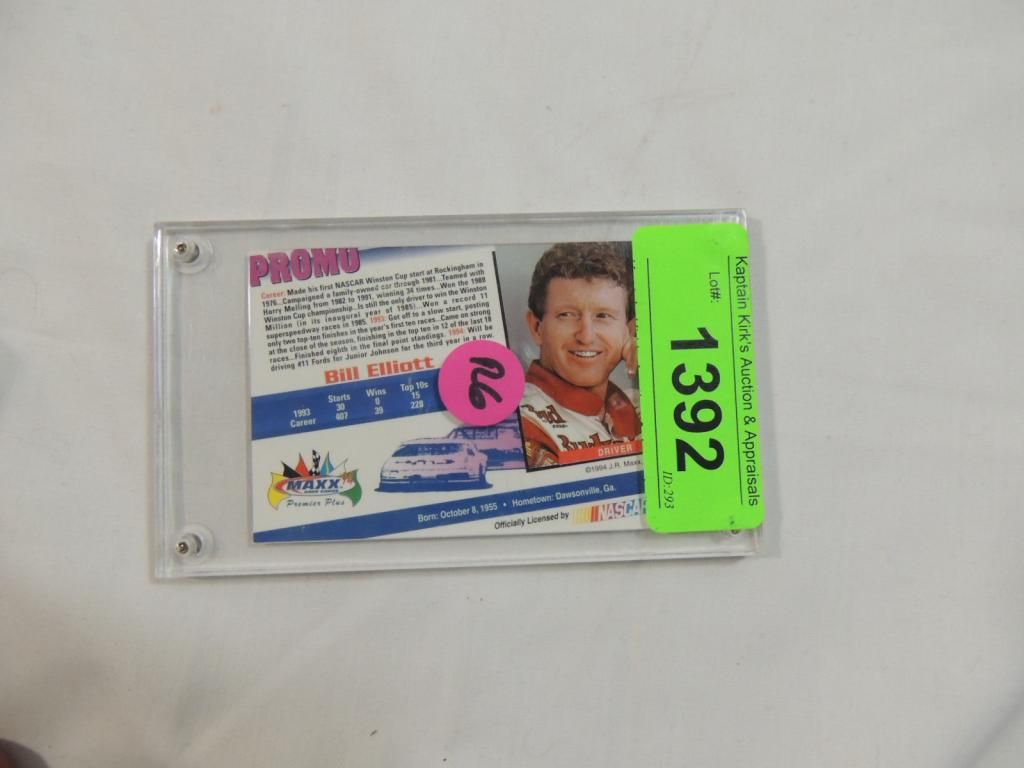 PROMO
Career: Made his first NASCAR Winston Cup start at Rockingham in
1976...Campaigned a family-owned car through 1981...Teamed with
Harry Melling from 1982 to 1991, winning 34 times...Won the 1988
Winston Cup championship...Is still the only driver to win the Winston
Million (in its inaugural year of 1985)...Won a record 11
superspeedway races in 1985. 1993: Got off to a slow start, posting
only two top-ten finishes in the year's first ten races...Came on strong
at the close of the season, finishing in the top ten in 12 of the last 18
races...Finished eighth in the final point standings. 1994: Will be
driving #11 Fords for Junior Johnson for the third year in a row.
Bill Elliott
Starts Wins Top 10s
1993 30 0 15
Career 407 39 228
MAXX 94
RACE CARDS
Premier Plus
Born: October 8, 1955 • Hometown: Dawsonville, Ga.
Officially Licensed by NASCAR
Bud
DRIVER
©1994 J.R. Maxx,
Kaptain Kirk's Auction & Appraisals
Lot#:
1392
ID:293